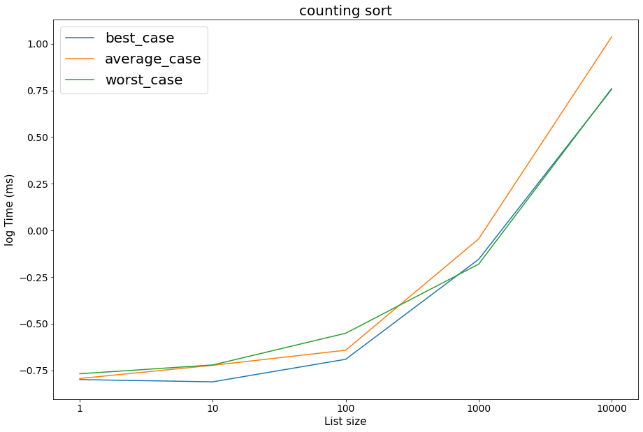 counting sort
best_case
average_case
worst_case
1.00
0.75
0.50
0.25
0.00
−0.25
−0.50
−0.75
log Time (ms)
1 10 100 1000 10000
List size